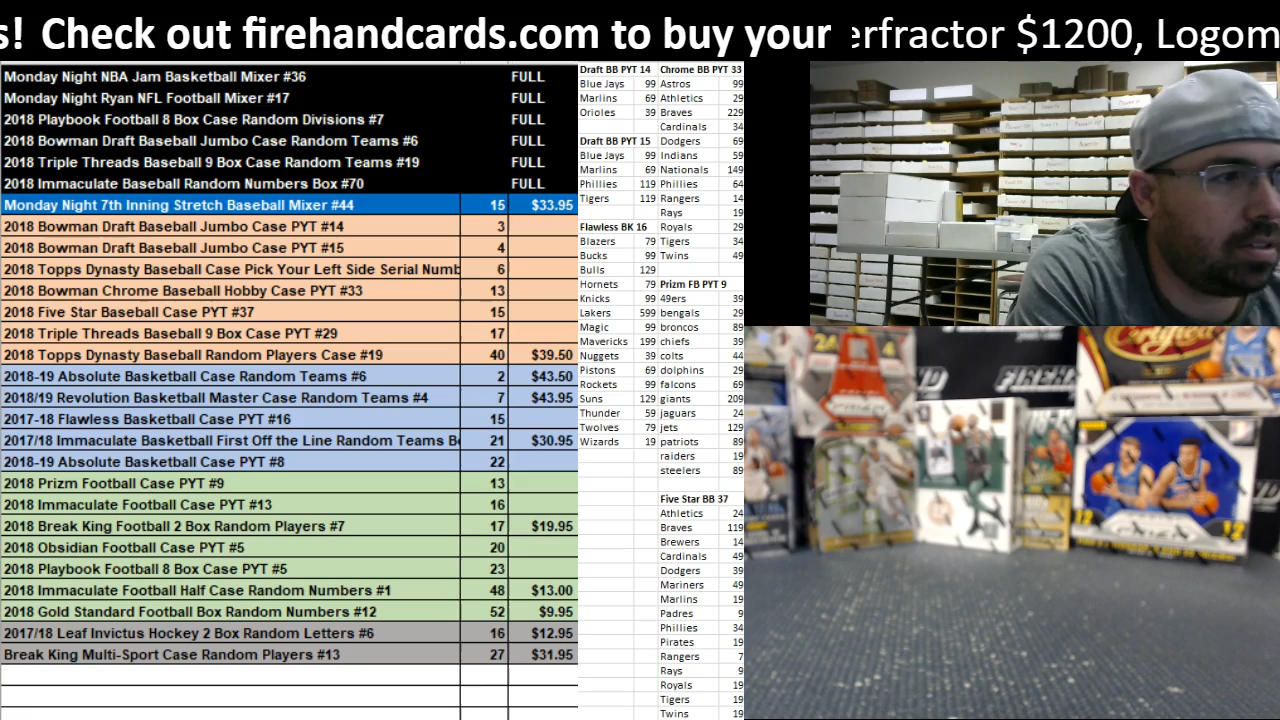 s! Check out firehandcards.com to buy your
erfractor $1200, Logom
Monday Night NBA Jam Basketball Mixer #36 FULL
Monday Night Ryan NFL Football Mixer #17 FULL
2018 Playbook Football 8 Box Case Random Divisions #7 FULL
2018 Bowman Draft Baseball Jumbo Case Random Teams #6 FULL
2018 Triple Threads Baseball 9 Box Case Random Teams #19 FULL
2018 Immaculate Baseball Random Numbers Box #70 FULL
Monday Night 7th Inning Stretch Baseball Mixer #44 15 $33.95
2018 Bowman Draft Baseball Jumbo Case PYT #14 3
2018 Bowman Draft Baseball Jumbo Case PYT #15 4
2018 Topps Dynasty Baseball Case Pick Your Left Side Serial Numb 6
2018 Bowman Chrome Baseball Hobby Case PYT #33 13
2018 Five Star Baseball Case PYT #37 15
2018 Triple Threads Baseball 9 Box Case PYT #29 17
2018 Topps Dynasty Baseball Random Players Case #19 40 $39.50
2018-19 Absolute Basketball Case Random Teams #6 2 $43.50
2018/19 Revolution Basketball Master Case Random Teams #4 7 $43.95
2017-18 Flawless Basketball Case PYT #16 15
2017/18 Immaculate Basketball First Off the Line Random Teams Bo 21 $30.95
2018-19 Absolute Basketball Case PYT #8 22
2018 Prizm Football Case PYT #9 13
2018 Immaculate Football Case PYT #13 16
2018 Break King Football 2 Box Random Players #7 17 $19.95
2018 Obsidian Football Case PYT #5 20
2018 Playbook Football 8 Box Case PYT #5 23
2018 Immaculate Football Half Case Random Numbers #1 48 $13.00
2018 Gold Standard Football Box Random Numbers #12 52 $9.95
2017/18 Leaf Invictus Hockey 2 Box Random Letters #6 16 $12.95
Break King Multi-Sport Case Random Players #13 27 $31.95
Draft BB PYT 14
Blue Jays 99
Marlins 69
Orioles 39
Draft BB PYT 15
Blue Jays 99
Marlins 69
Phillies 119
Tigers 119
Flawless BK 16
Blazers 79
Bucks 99
Bulls 129
Hornets 79
Knicks 99
Lakers 599
Magic 99
Mavericks 199
Nuggets 39
Pistons 69
Rockets 99
Suns 129
Thunder 59
Twolves 79
Wizards 19
Chrome BB PYT 33
Astros 99
Athletics 29
Braves 229
Cardinals 34
Dodgers 69
Indians 59
Nationals 149
Phillies 64
Rangers 14
Rays 19
Royals 29
Tigers 34
Twins 49
Prizm FB PYT 9
49ers 39
bengals 29
broncos 89
chiefs 39
colts 44
dolphins 29
falcons 69
giants 209
jaguars 24
jets 129
patriots 89
raiders 19
steelers 89
Five Star BB 37
Athletics 24
Braves 119
Brewers 14
Cardinals 49
Dodgers 39
Mariners 49
Marlins 19
Padres 9
Phillies 34
Pirates 19
Rangers 7
Rays 9
Royals 19
Tigers 19
Twins 19
Certified
PRIZM
12
12